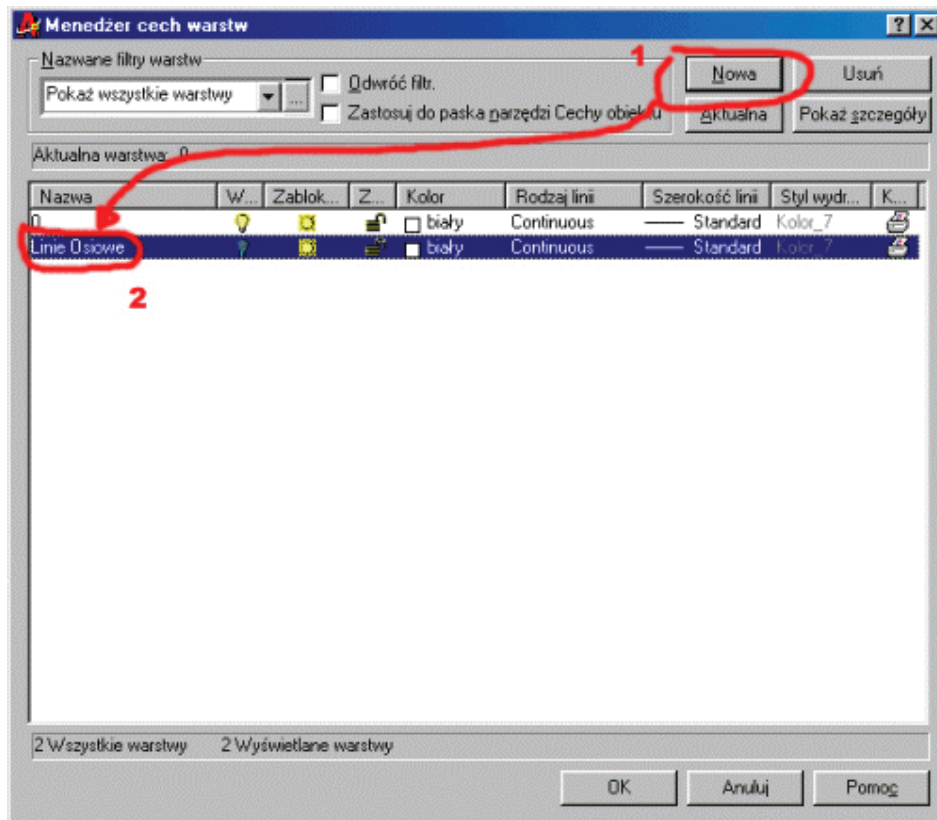 Menedżer cech warstw
Nazwane filtry warstw
1
Nowa
Usuń
Pokaż wszystkie warstwy
...
Odwróć filtr.
Zastosuj do paska narzędzi Cechy obiektu
Aktualna
Pokaż szczegóły
Aktualna warstwa: 0
Nazwa W... Zablok... Z... Kolor Rodzaj linii Szerokość linii Styl wydr... K...
0 biały Continuous Standard Kolor_7
Linie Osiowe biały Continuous Standard Kolor_7
2
2 Wszystkie warstwy 2 Wyświetlane warstwy
OK Anuluj Pomoc